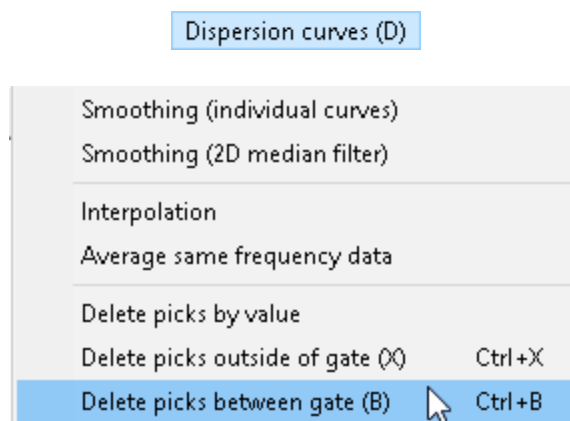 Dispersion curves (D)
Smoothing (individual curves)
Smoothing (2D median filter)
Interpolation
Average same frequency data
Delete picks by value
Delete picks outside of gate (X) Ctrl+X
Delete picks between gate (B) Ctrl+B